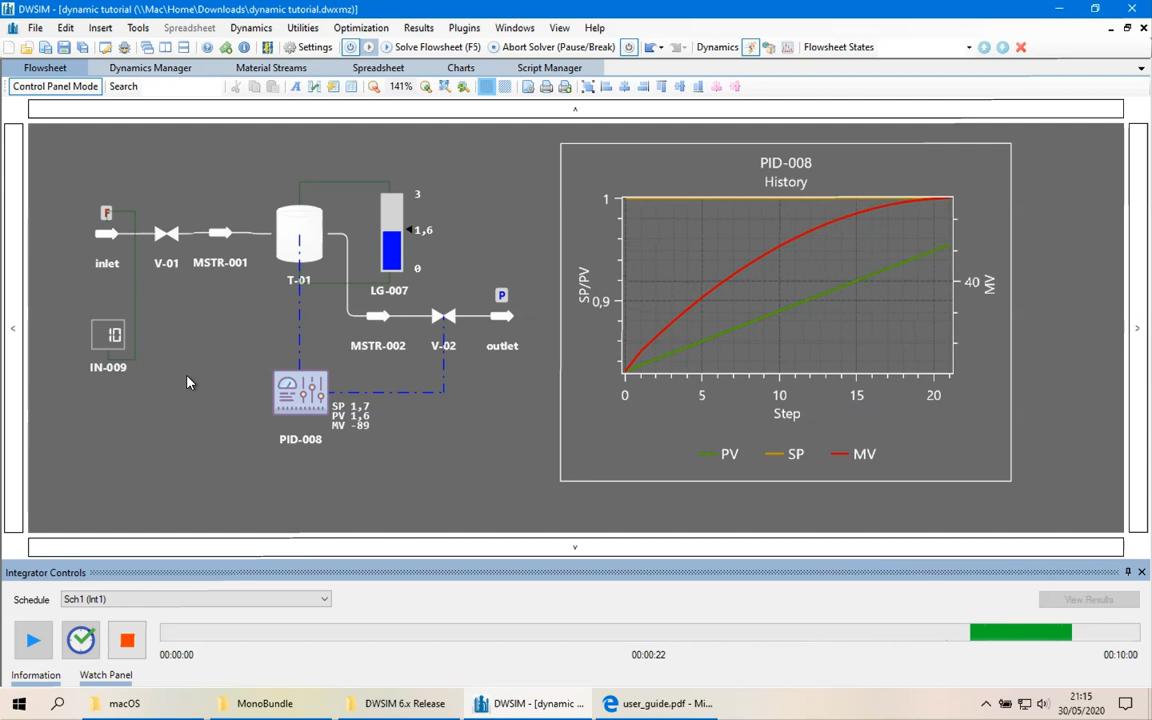 DWSIM - [dynamic tutorial (\\Mac\Home\Downloads\dynamic tutorial.dwxmz)]
File Edit Insert Tools Spreadsheet Dynamics Utilities Optimization Results Plugins Windows View Help
Settings Solve Flowsheet (F5) Abort Solver (Pause/Break) Dynamics Flowsheet States
Flowsheet Dynamics Manager Material Streams Spreadsheet Charts Script Manager
Control Panel Mode Search 141%
PID-008
History
F
inlet
V-01
MSTR-001
T-01
3
1,6
0
LG-007
P
MSTR-002
V-02
outlet
10
IN-009
SP 1,7
PV 1,6
MV -89
PID-008
1
0,9
SP/PV
40
MV
0 5 10 15 20
Step
PV SP MV
Integrator Controls
Schedule Sch1 (Int1) View Results
00:00:00 00:00:22 00:10:00
Information Watch Panel
macOS MonoBundle DWSIM 6.x Release DWSIM - [dynamic ... user_guide.pdf - Mi...
21:15
30/05/2020